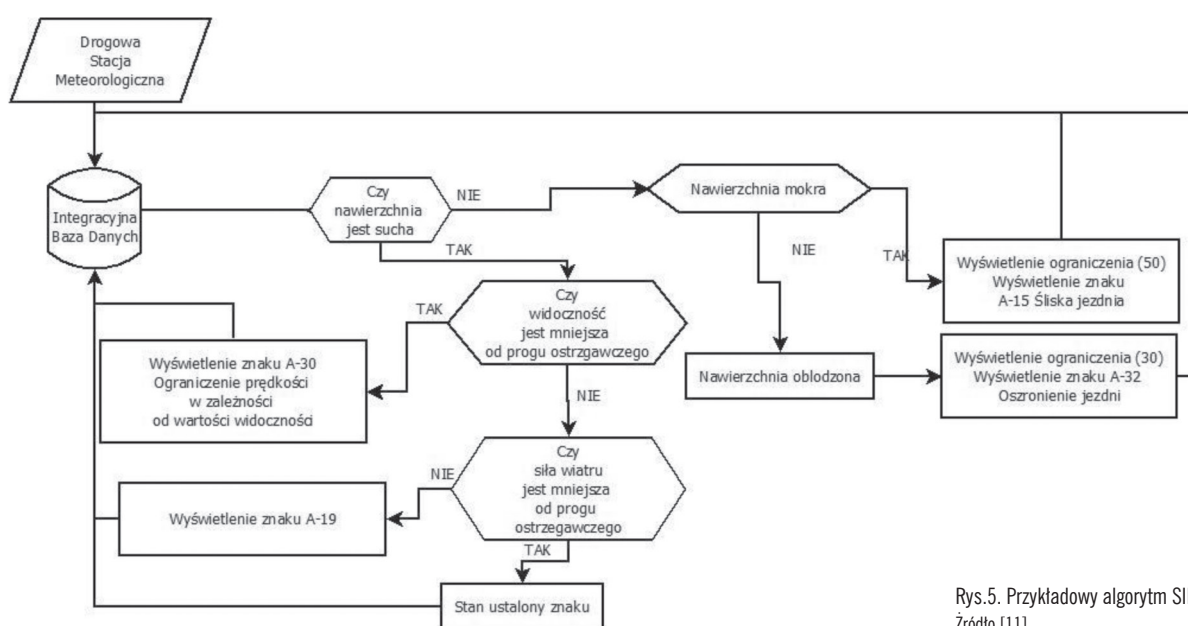 Drogowa
Stacja
Meteorologiczna
Integracyjna
Baza Danych
Czy
nawierzchnia
jest sucha
NIE
TAK
Nawierzchnia mokra
NIE
TAK
Wyświetlenie ograniczenia (50)
Wyświetlenie znaku
A-15 Śliska jezdnia
Czy
widoczność
jest mniejsza
od progu ostrzgawczego
TAK
NIE
Wyświetlenie znaku A-30
Ograniczenie prędkości
w zależności
od wartości widoczności
Nawierzchnia oblodzona
Wyświetlenie ograniczenia (30)
Wyświetlenie znaku A-32
Oszronienie jezdni
Czy
siła wiatru
jest mniejsza
od progu
ostrzegawczego
NIE
TAK
Wyświetlenie znaku A-19
Stan ustalony znaku
Rys.5. Przykładowy algorytm
Źródło [11]